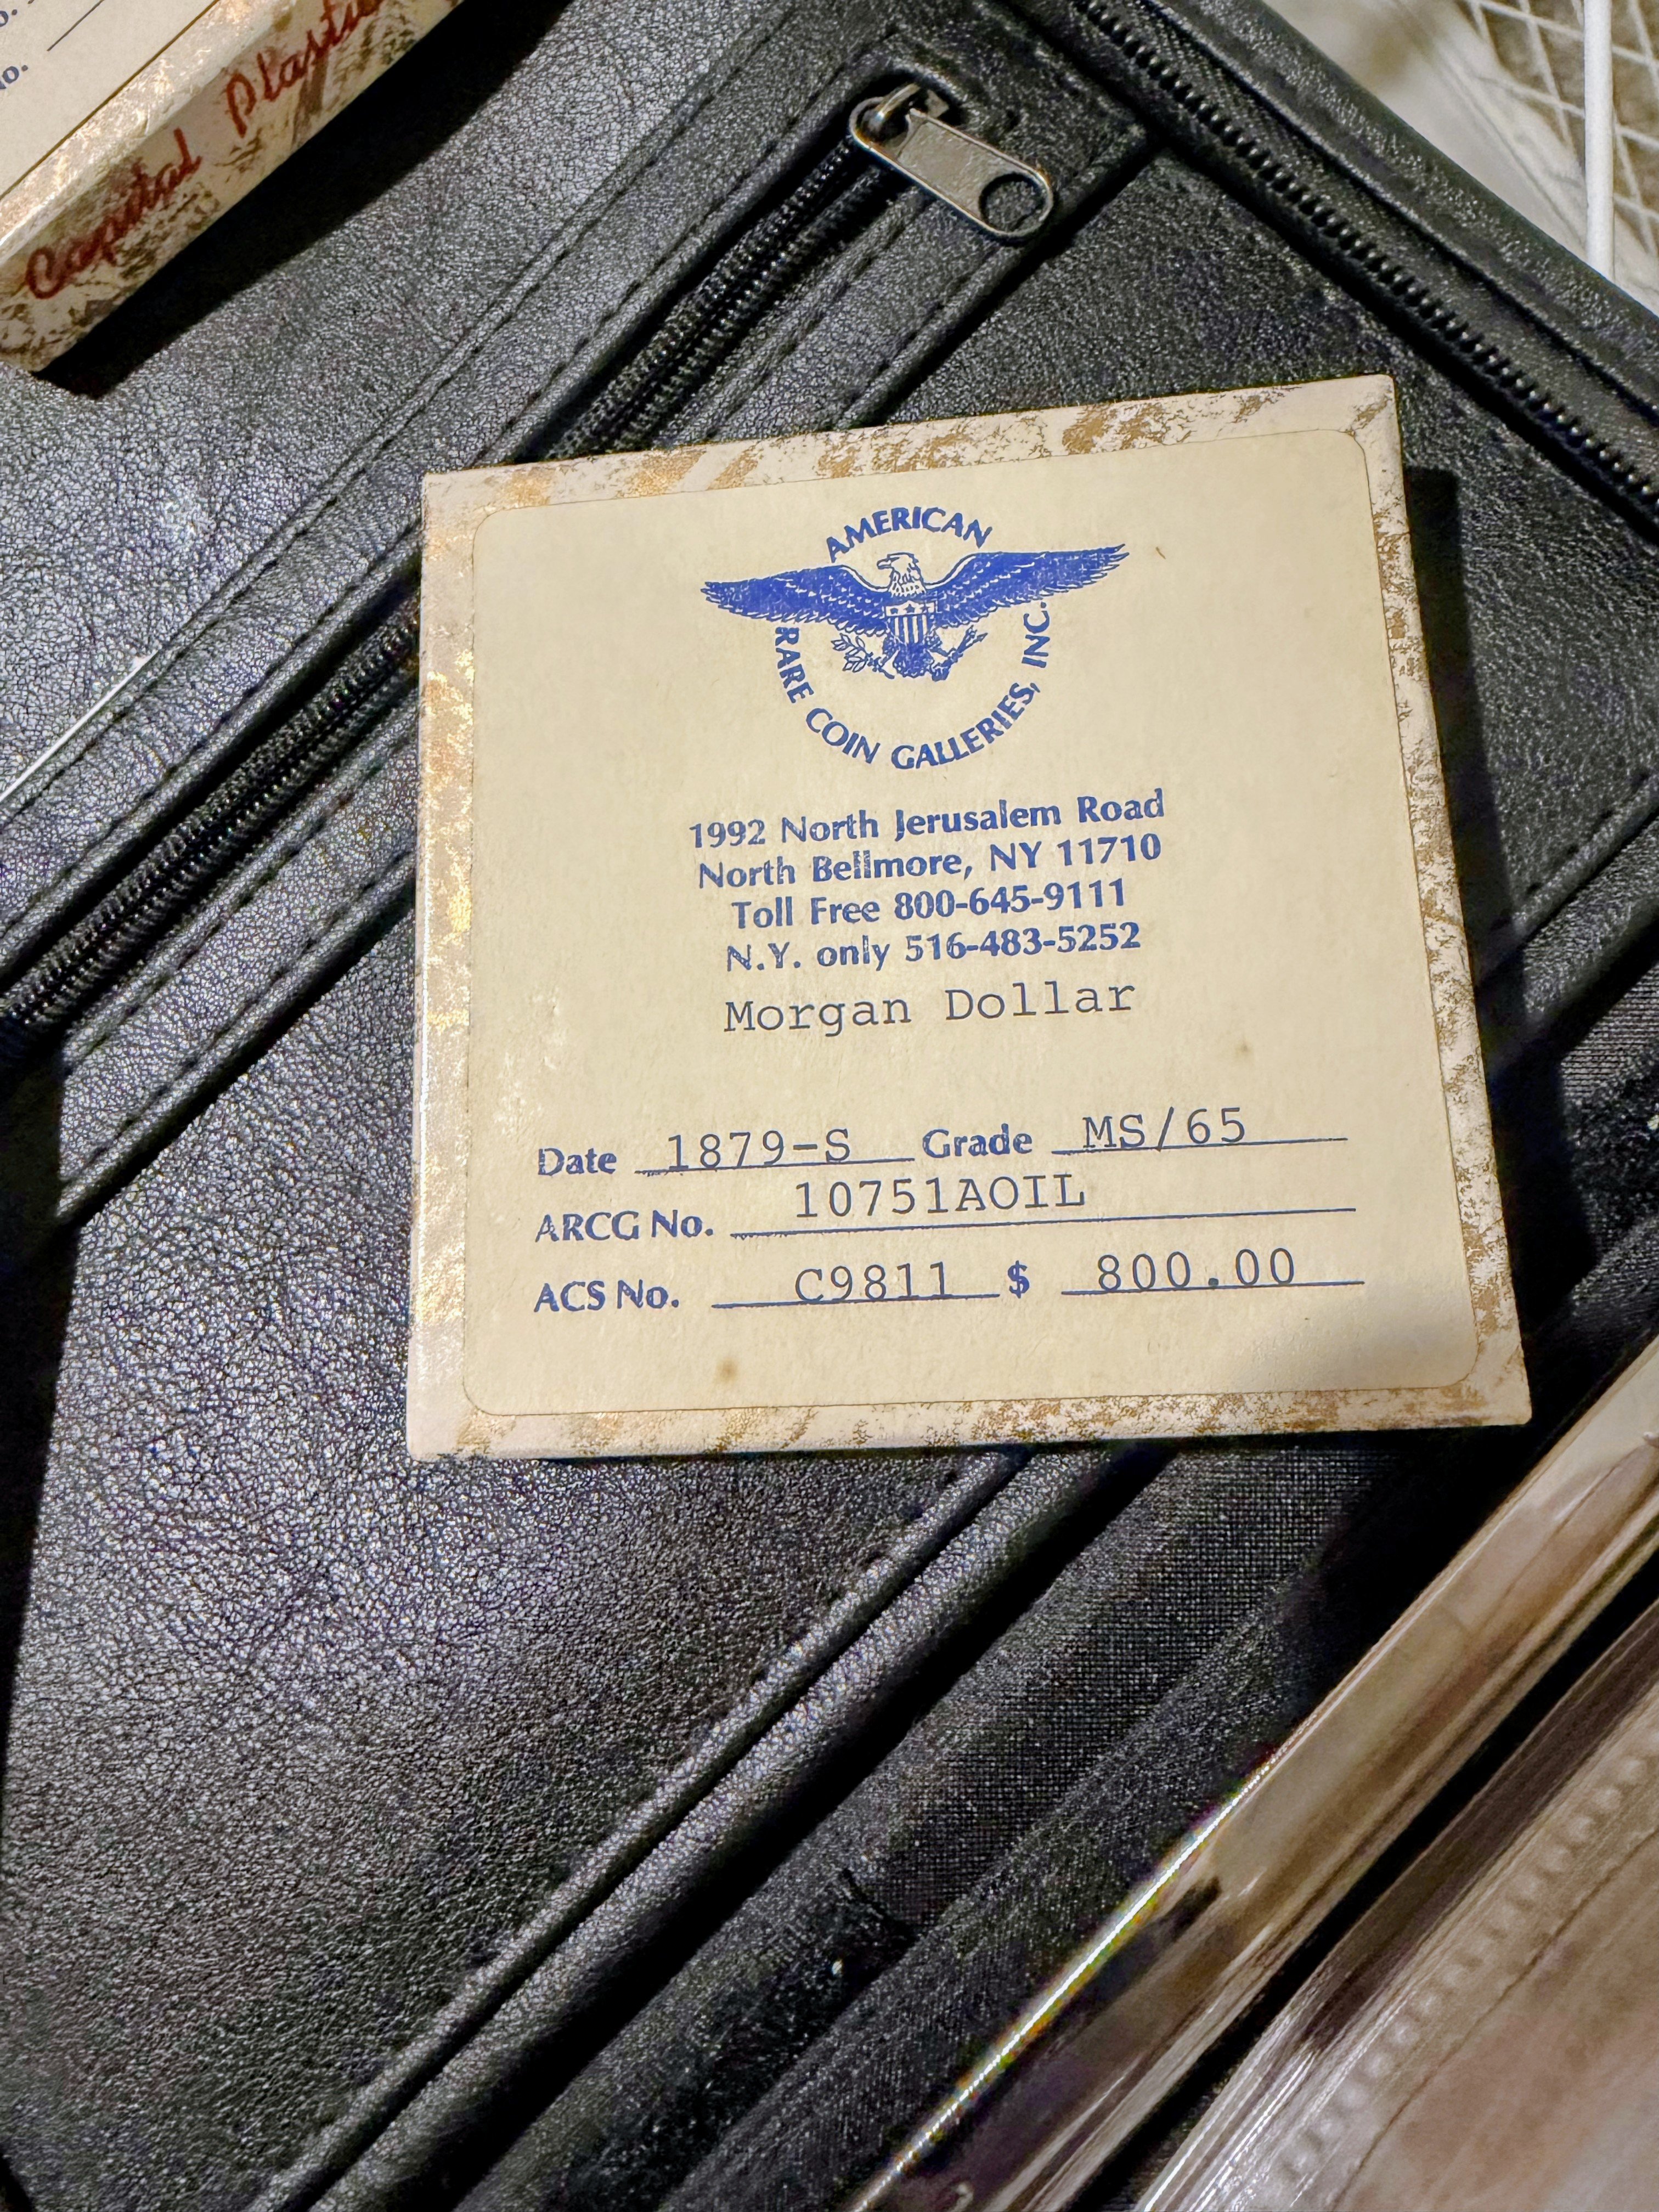 o.
No.
Capital Plastics
AMERICAN
RARE COIN GALLERIES, INC.
1992 North Jerusalem Road
North Bellmore, NY 11710
Toll Free 800-645-9111
N.Y. only 516-483-5252
Morgan Dollar
Date 1879-S Grade MS/65
ARCG No. 10751AOIL
ACS No. C9811 $ 800.00